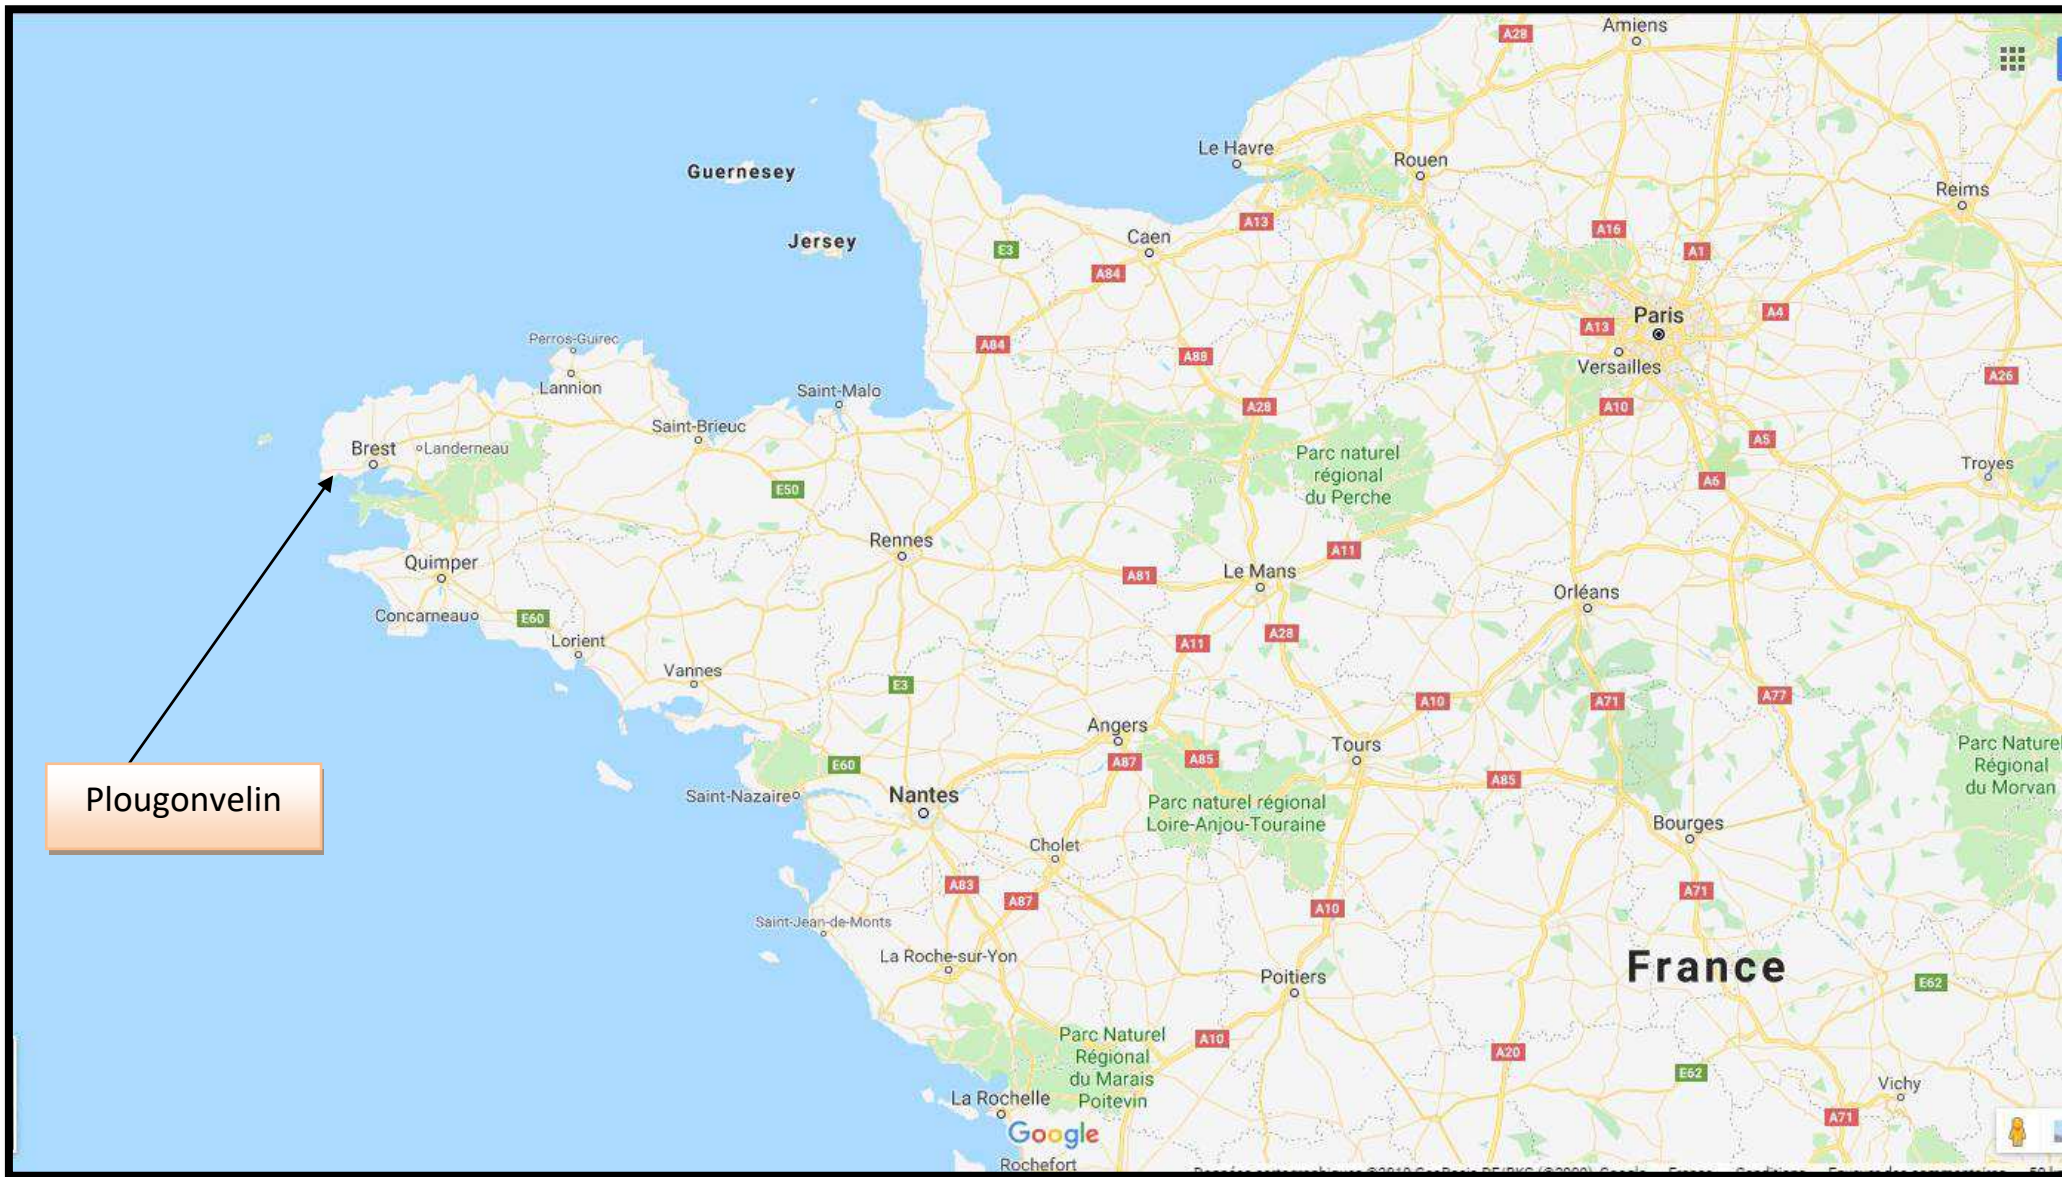 Amiens
A28
Le Havre
Rouen
Guernesey
Reims
A13
A16
Jersey
Caen
E3
A1
A84
Paris
A4
A13
Perros-Guirec
A84
A88
Versailles
Lannion
Saint-Malo
A26
A28
A10
Saint-Brieuc
A5
Brest
Landerneau
Parc naturel
régional
du Perche
Troyes
E50
A6
Rennes
A11
Quimper
A81
Le Mans
Orléans
Concarneau
E60
Lorient
A11
A28
Vannes
E3
A10
A71
A77
Angers
Tours
Parc Naturel
Régional
du Morvan
E60
A87
A85
A85
Plougonvelin
Saint-Nazaire
Nantes
Parc naturel régional
Loire-Anjou-Touraine
Bourges
Cholet
A83
A87
A71
A10
Saint-Jean-de-Monts
La Roche-sur-Yon
Poitiers
France
E62
Parc Naturel
Régional
du Marais
Poitevin
A10
A20
E62
Vichy
La Rochelle
A71
Google
Rochefort